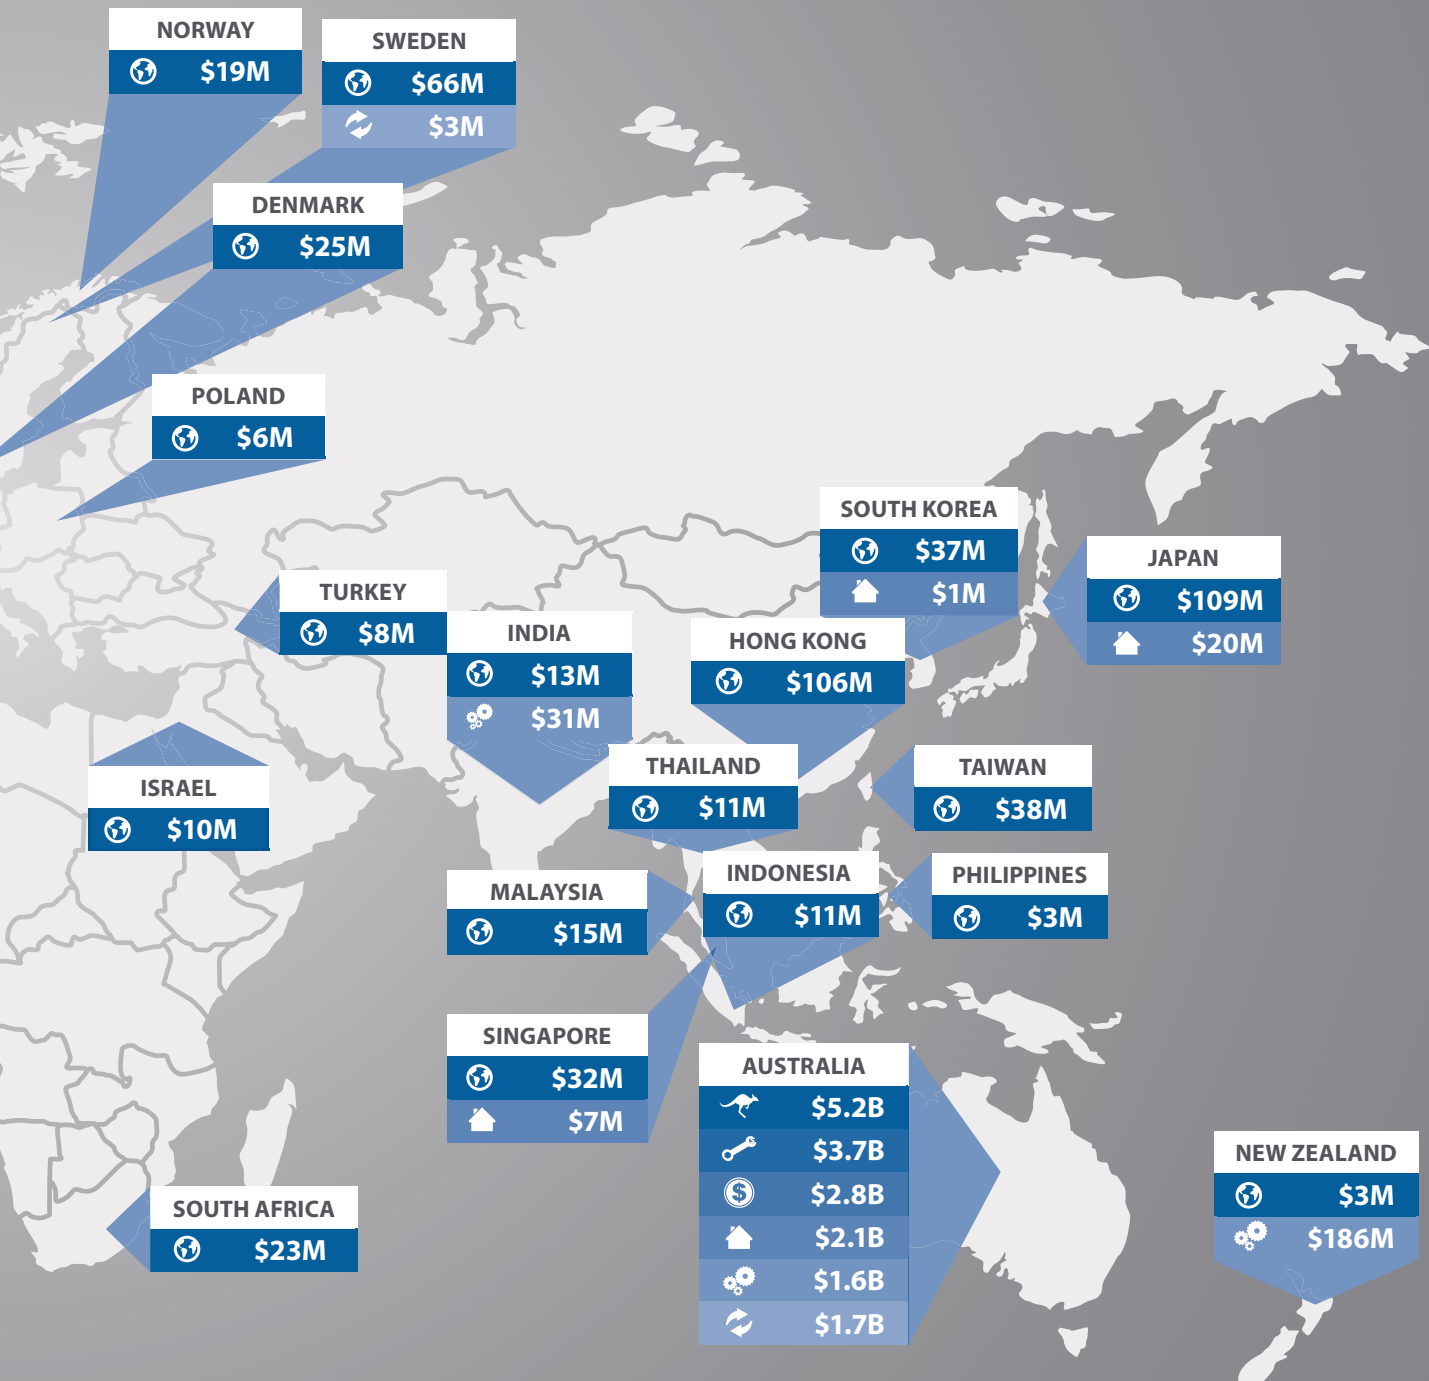 NORWAY
$19M
SWEDEN
$66M
$3M
DENMARK
$25M
POLAND
$6M
SOUTH KOREA
$37M
$1M
JAPAN
$109M
$20M
TURKEY
$8M
INDIA
$13M
$31M
HONG KONG
$106M
ISRAEL
$10M
THAILAND
$11M
TAIWAN
$38M
MALAYSIA
$15M
INDONESIA
$11M
PHILIPPINES
$3M
SINGAPORE
$32M
$7M
AUSTRALIA
$5.2B
$3.7B
$
$2.8B
$2.1B
$1.6B
$1.7B
SOUTH AFRICA
$23M
NEW ZEALAND
$3M
$186M